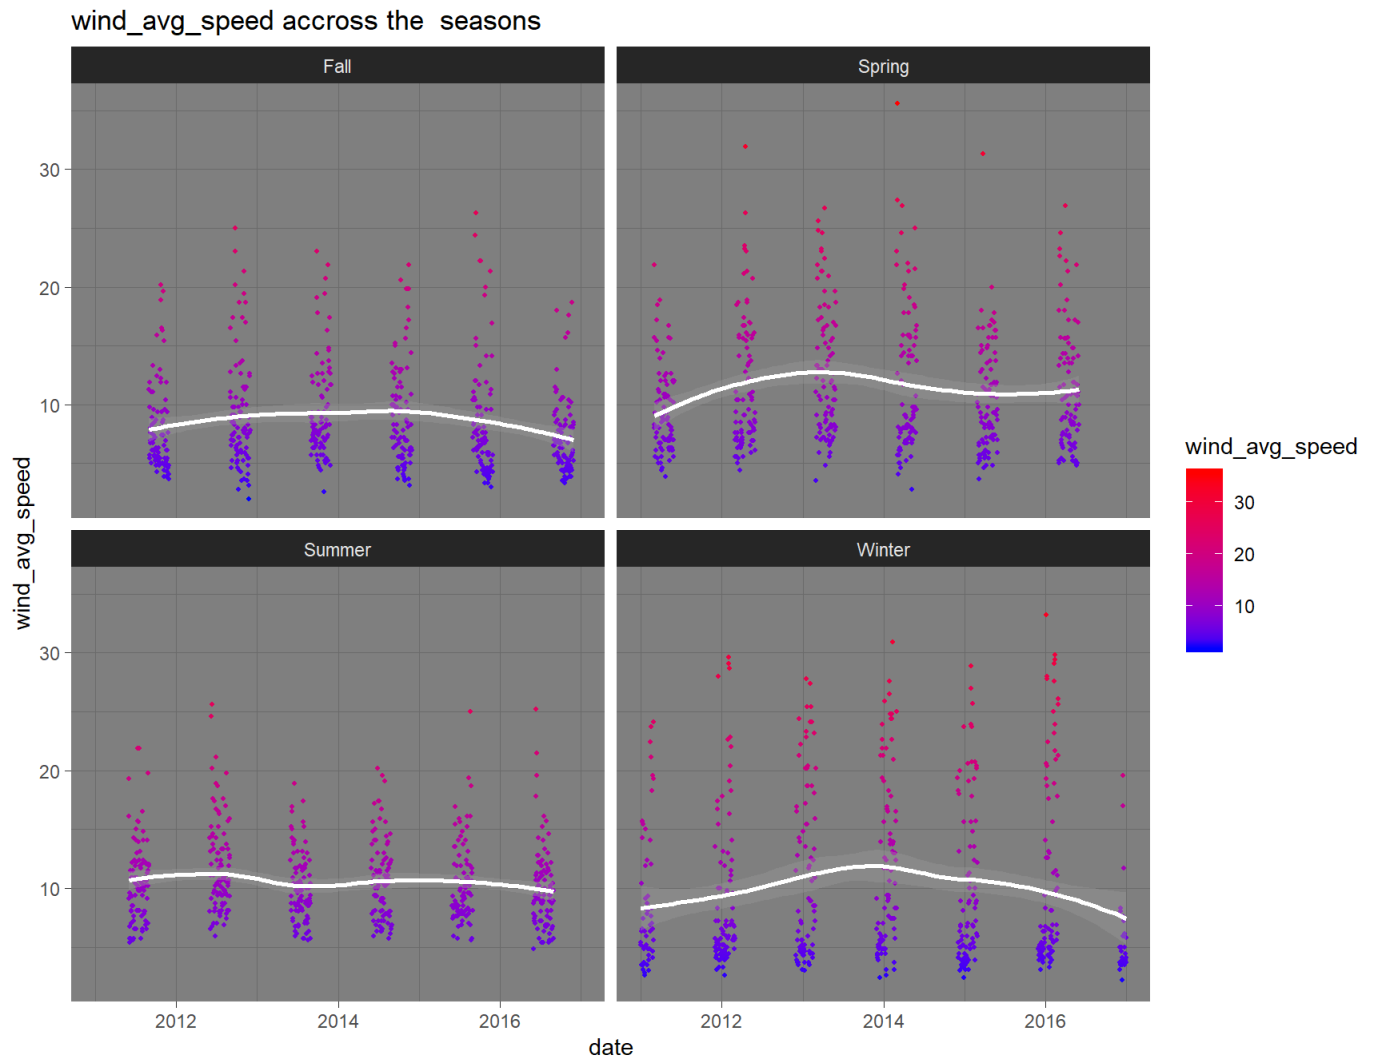 wind_avg_speed accross the  seasons
Fall
Spring
30
20
10
wind_avg_speed
Summer
Winter
30
20
10
2012
2014
2016
2012
2014
2016
date
wind_avg_speed
30
20
10